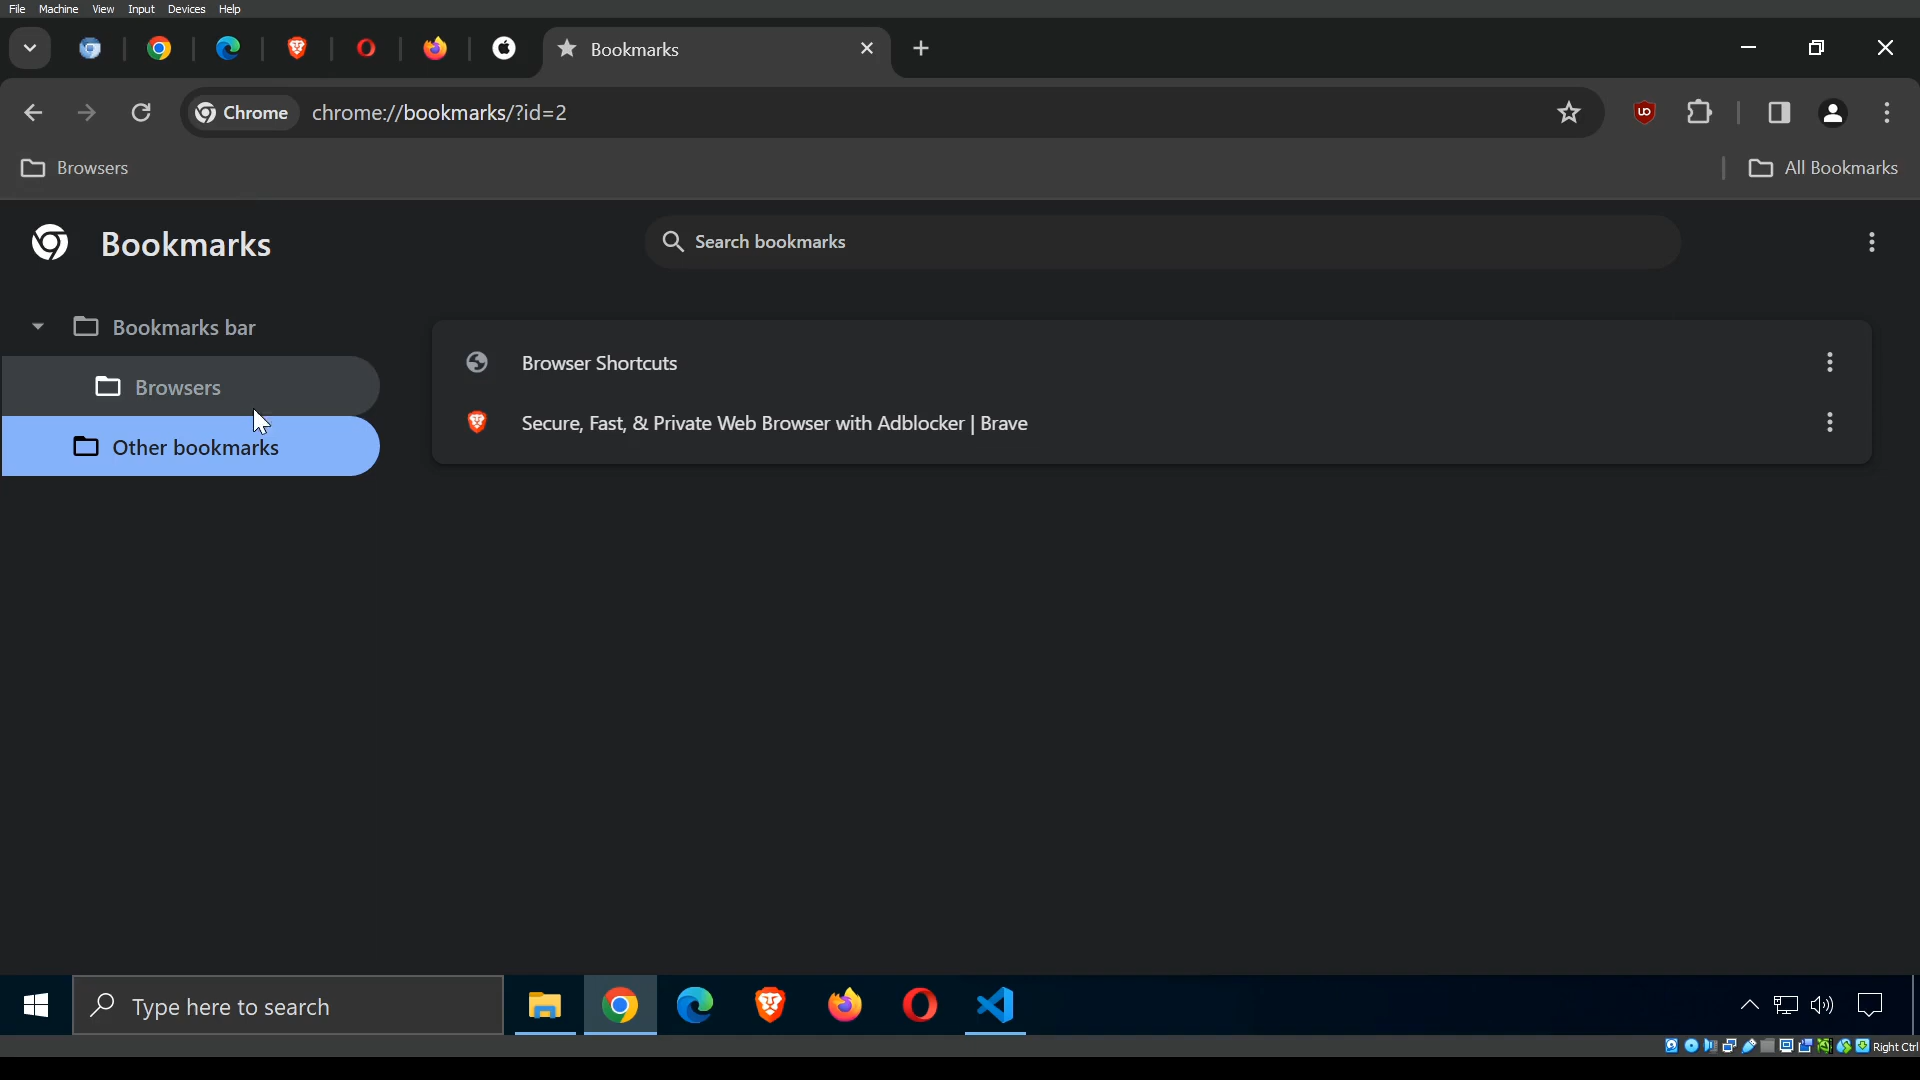 File Machine View Input Devices Help
Bookmarks
Chrome chrome://bookmarks/?id=2
Browsers All Bookmarks
Bookmarks Search bookmarks
Bookmarks bar
Browsers
Other bookmarks
Browser Shortcuts
Secure, Fast, & Private Web Browser with Adblocker | Brave
Type here to search
Right Ctrl